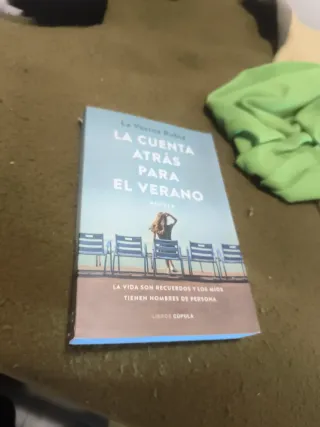 La Vecina Rubia
LA CUENTA
ATRÁS
PARA
EL VERANO
NOVELA
LA VIDA SON RECUERDOS Y LOS MÍOS
TIENEN NOMBRES DE PERSONA
LIBROS CÚPULA